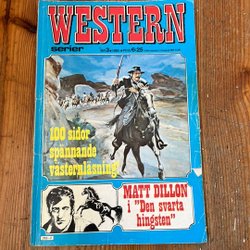 WESTERN
serier
100 sidor
spännande
västernläsning!
MATT DILLON
i "Den svarta
hingsten"